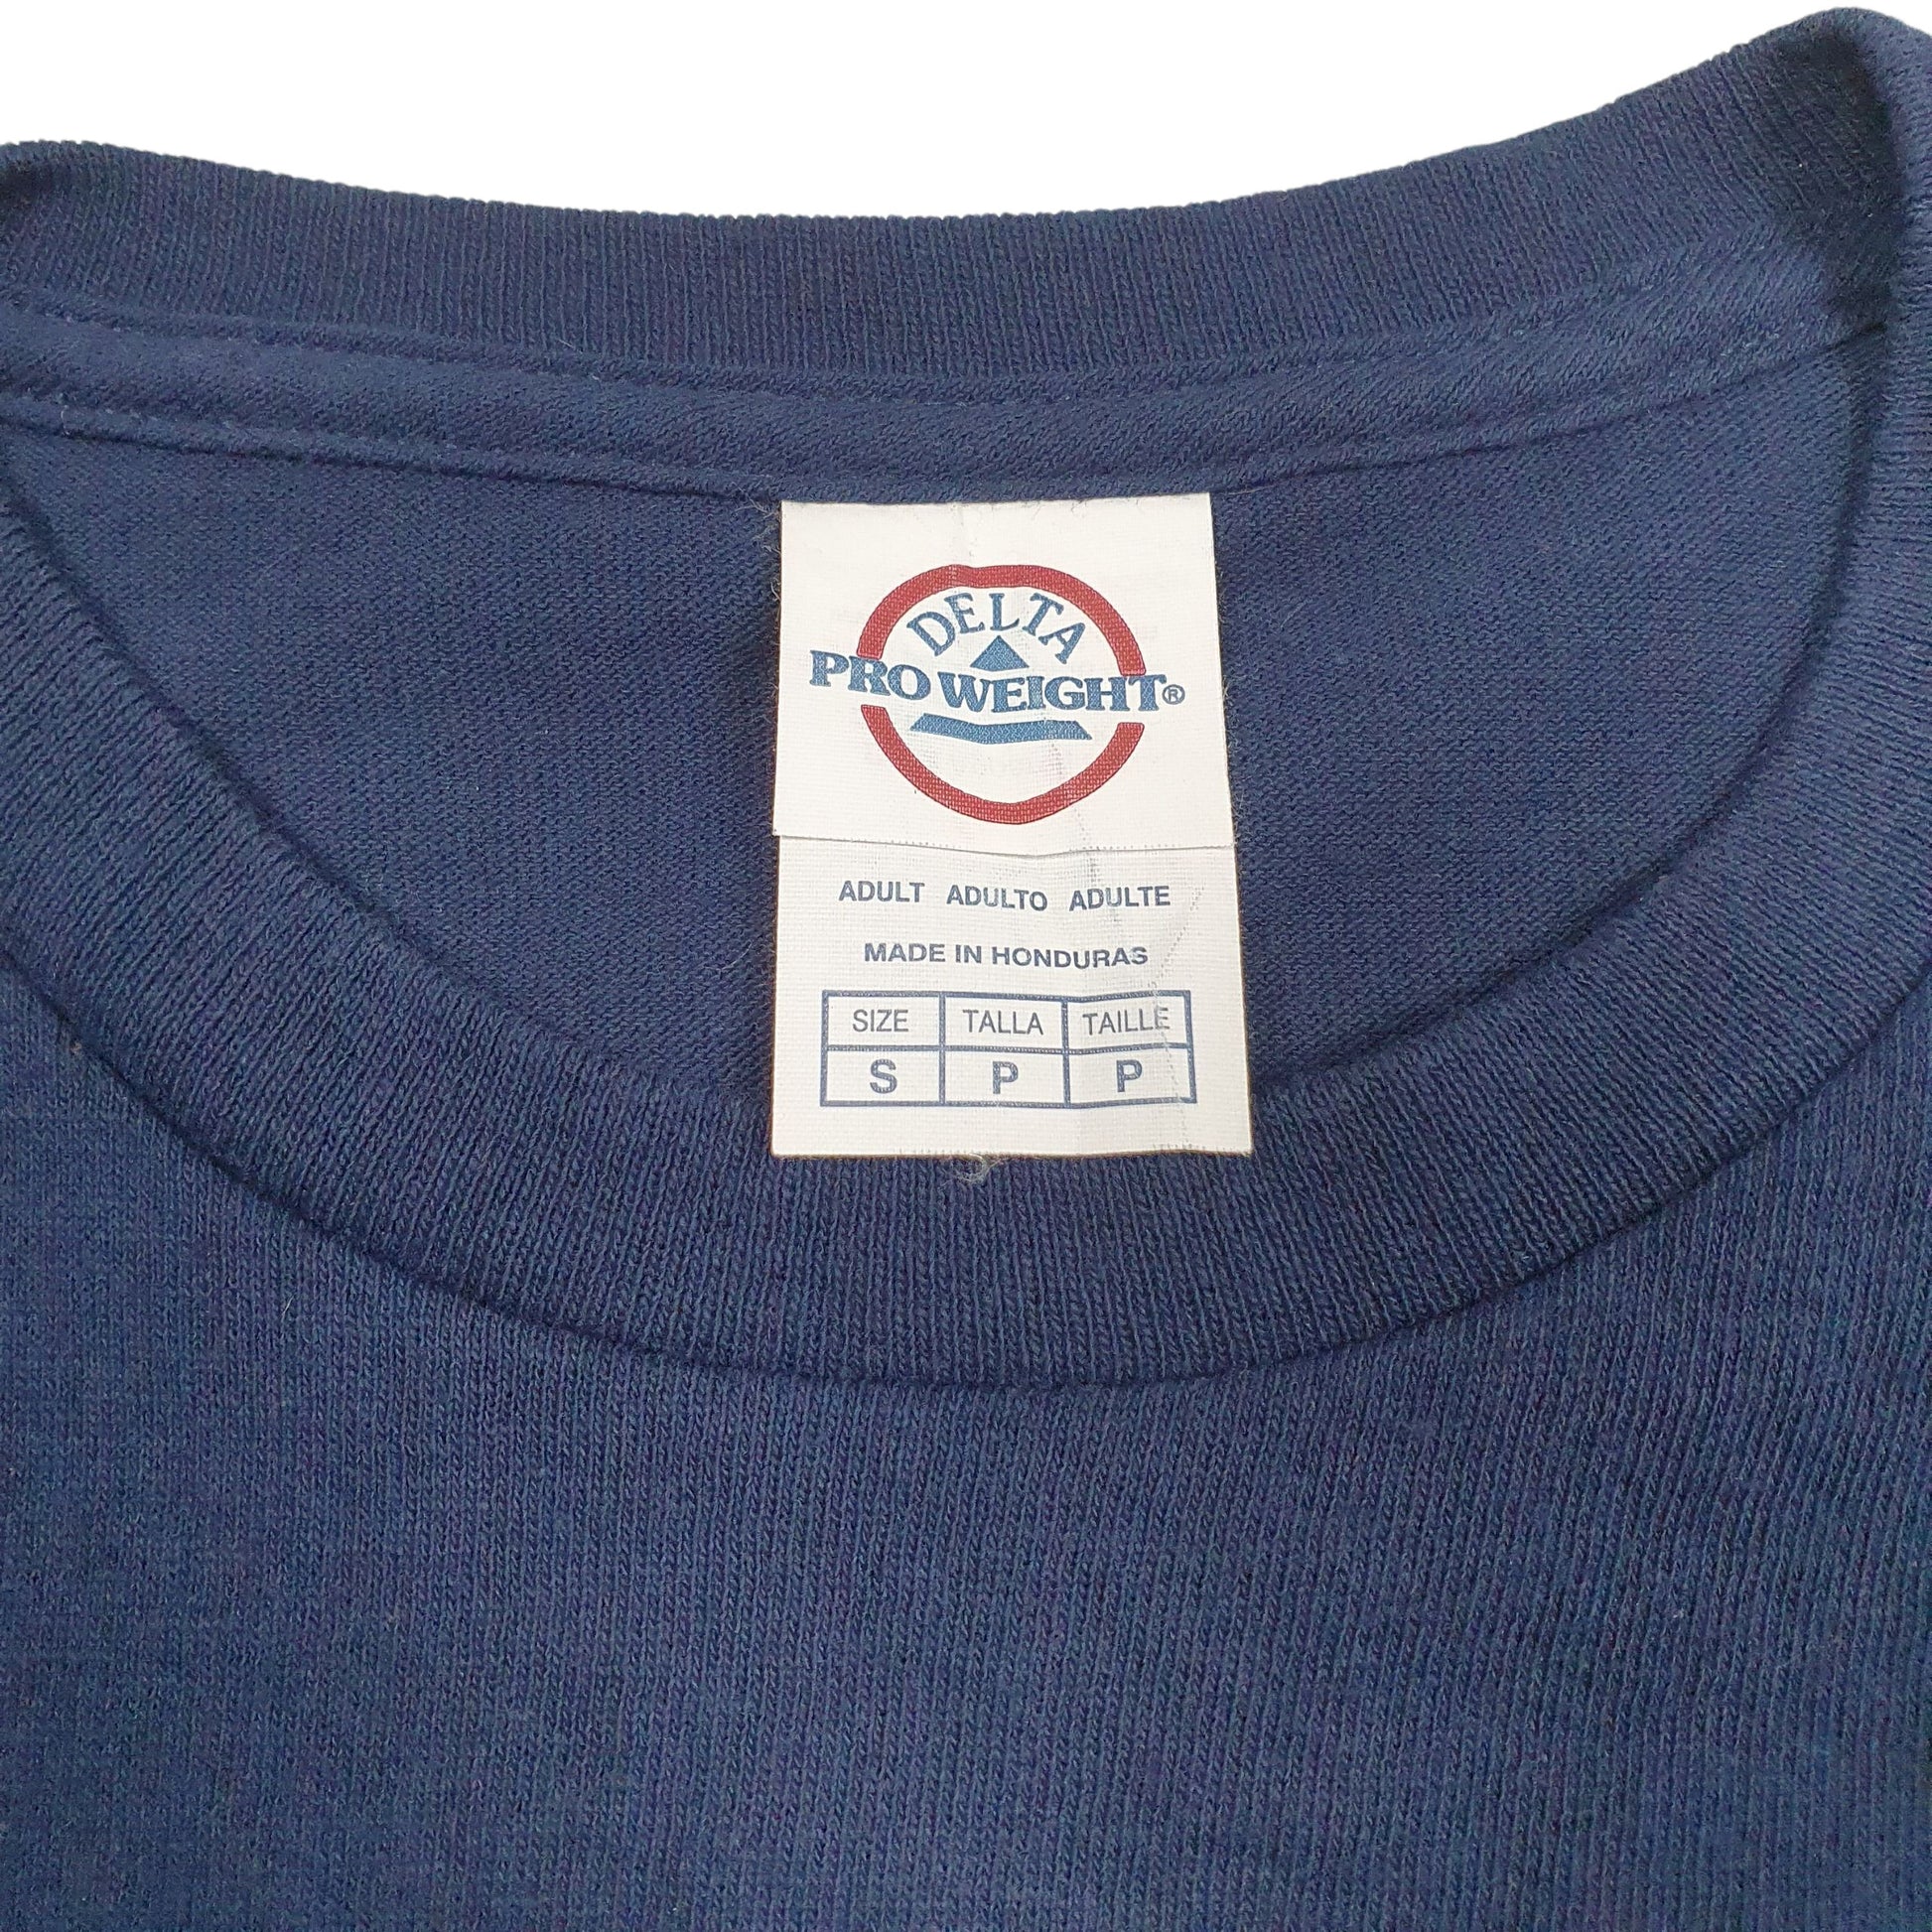 DELTA
PRO WEIGHT®
ADULT ADULTO ADULTE
MADE IN HONDURAS
SIZE TALLA TAILLE
S P P